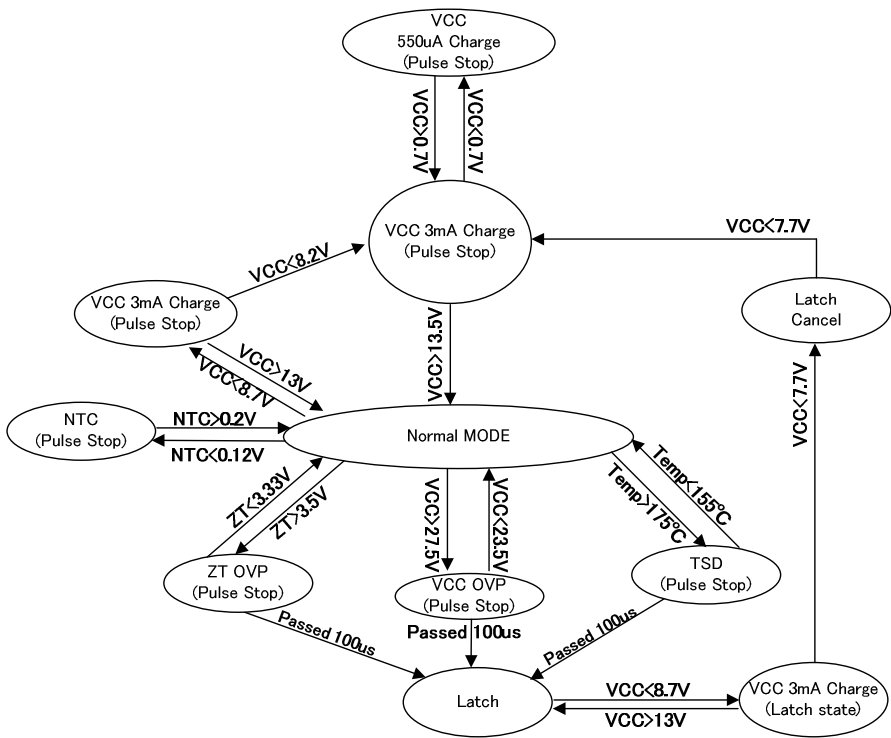 VCC
550uA Charge
(Pulse Stop)
VCC>0.7V
VCC<0.7V
VCC 3mA Charge
(Pulse Stop)
VCC<7.7V
VCC<8.2V
VCC 3mA Charge
(Pulse Stop)
Latch
Cancel
VCC>13.5V
VCC>13V
VCC<8.7V
VCC<7.7V
NTC
(Pulse Stop)
NTC>0.2V
NTC<0.12V
Normal MODE
ZT<3.33V
ZT>3.5V
VCC>27.5V
VCC<23.5V
Temp<155℃
Temp>175℃
ZT OVP
(Pulse Stop)
VCC OVP
(Pulse Stop)
TSD
(Pulse Stop)
Passed 100us
Passed 100us
Passed 100us
Latch
VCC<8.7V
VCC>13V
VCC 3mA Charge
(Latch state)